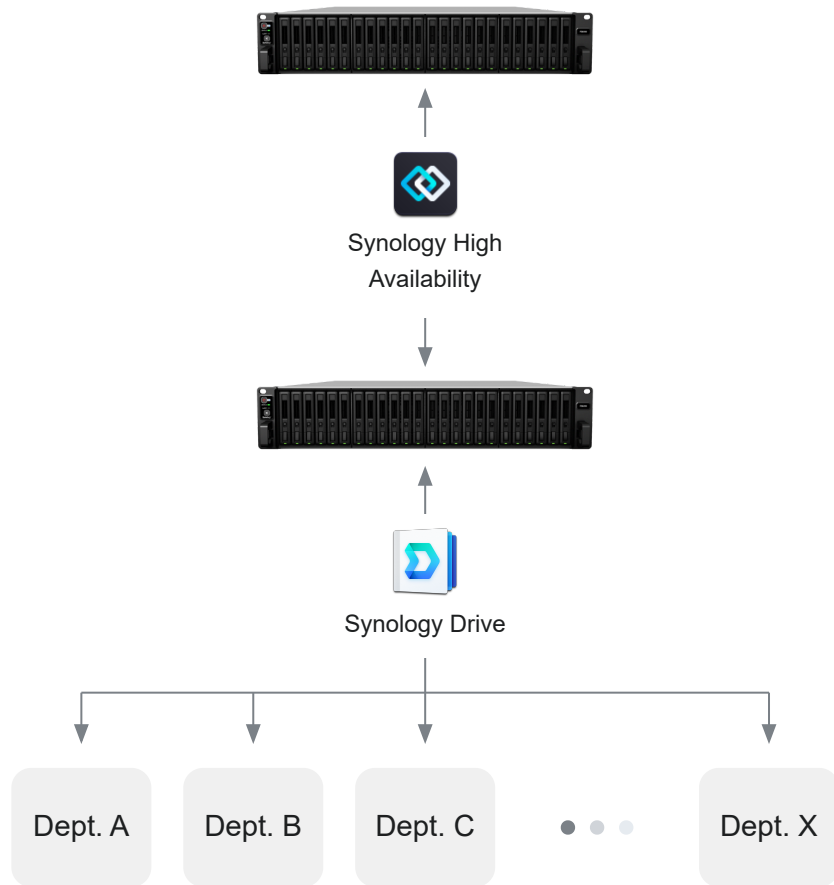 Synology High
Availability
Synology Drive
Dept. A
Dept. B
Dept. C
Dept. X